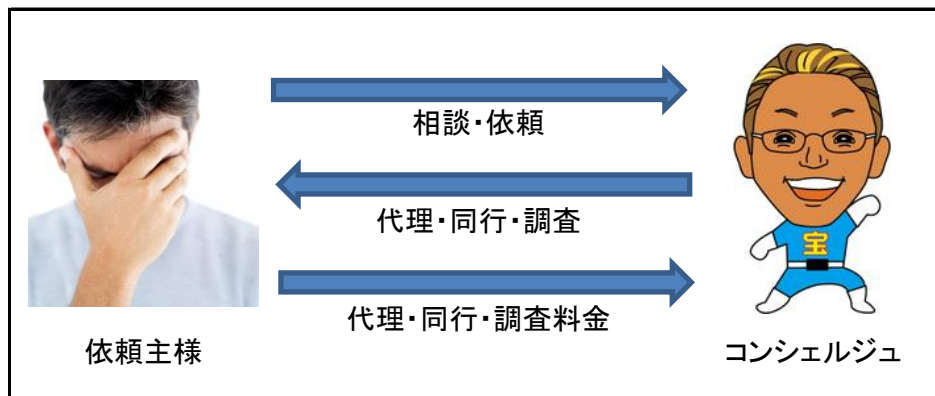 相談・依頼
代理・同行・調査
代理・同行・調査料金
宝
依頼主様
コンシェルジュ